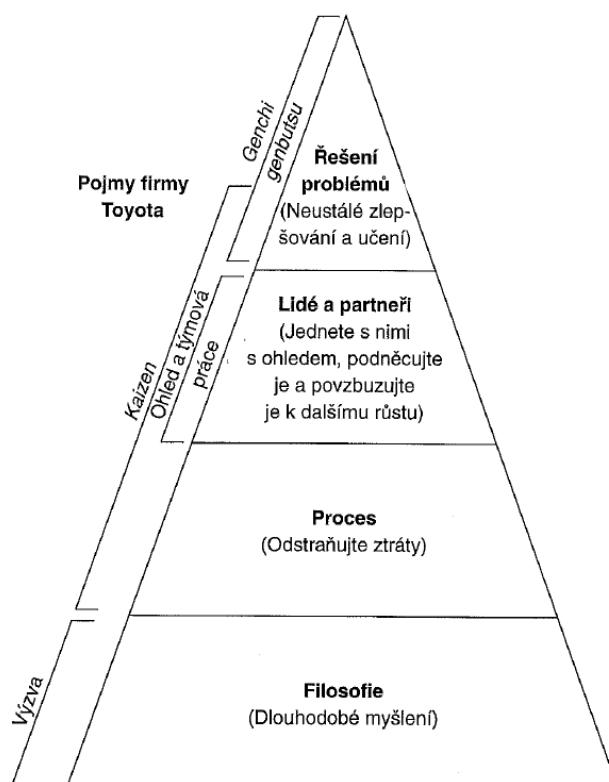 Genchi
genbutsu
Pojmy firmy
Toyota
Řešení
problémů
(Neustálé zlep-
šování a učení)
Kaizen
Ohled a týmová
práce
Lidé a partneři
(Jednete s nimi
s ohledem, podněcujte
je a povzbuzujte
je k dalšímu růstu)
Proces
(Odstraňujte ztráty)
Výzva
Filosofie
(Dlouhodobé myšlení)